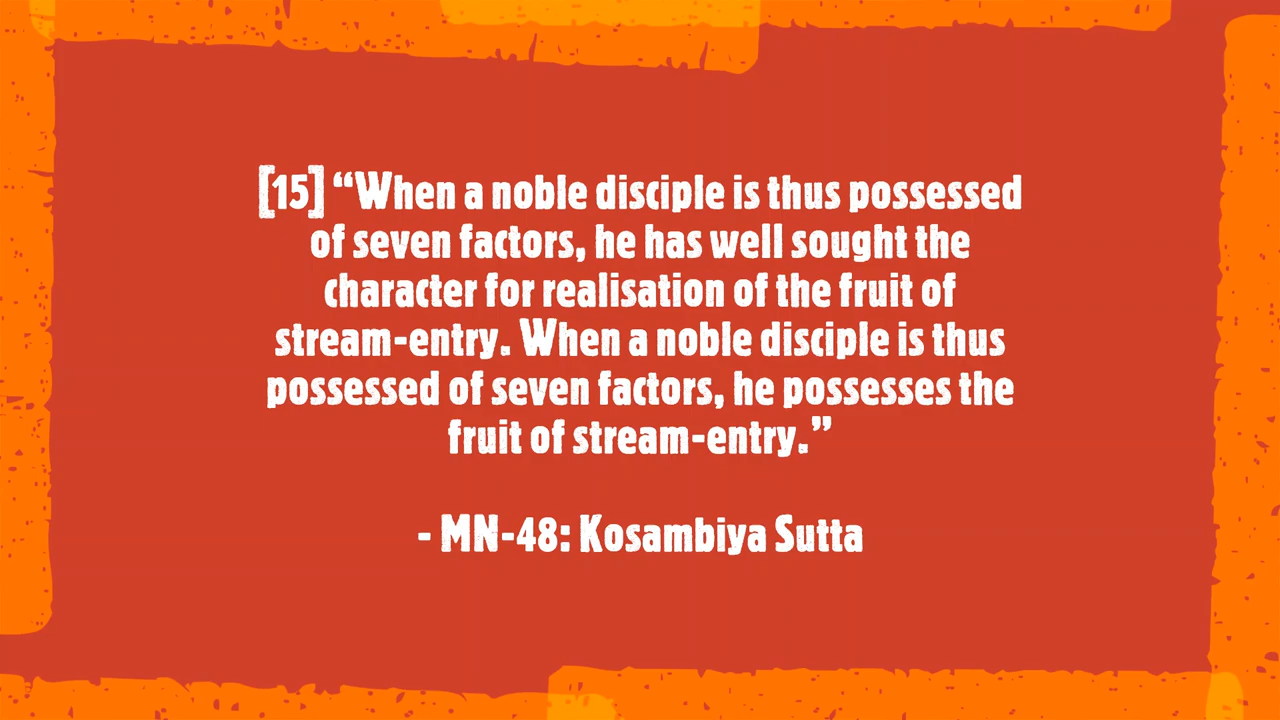 [15] “When a noble disciple is thus possessed
of seven factors, he has well sought the
character for realisation of the fruit of
stream-entry. When a noble disciple is thus
possessed of seven factors, he possesses the
fruit of stream-entry.”
- MN-48: Kosambiya Sutta